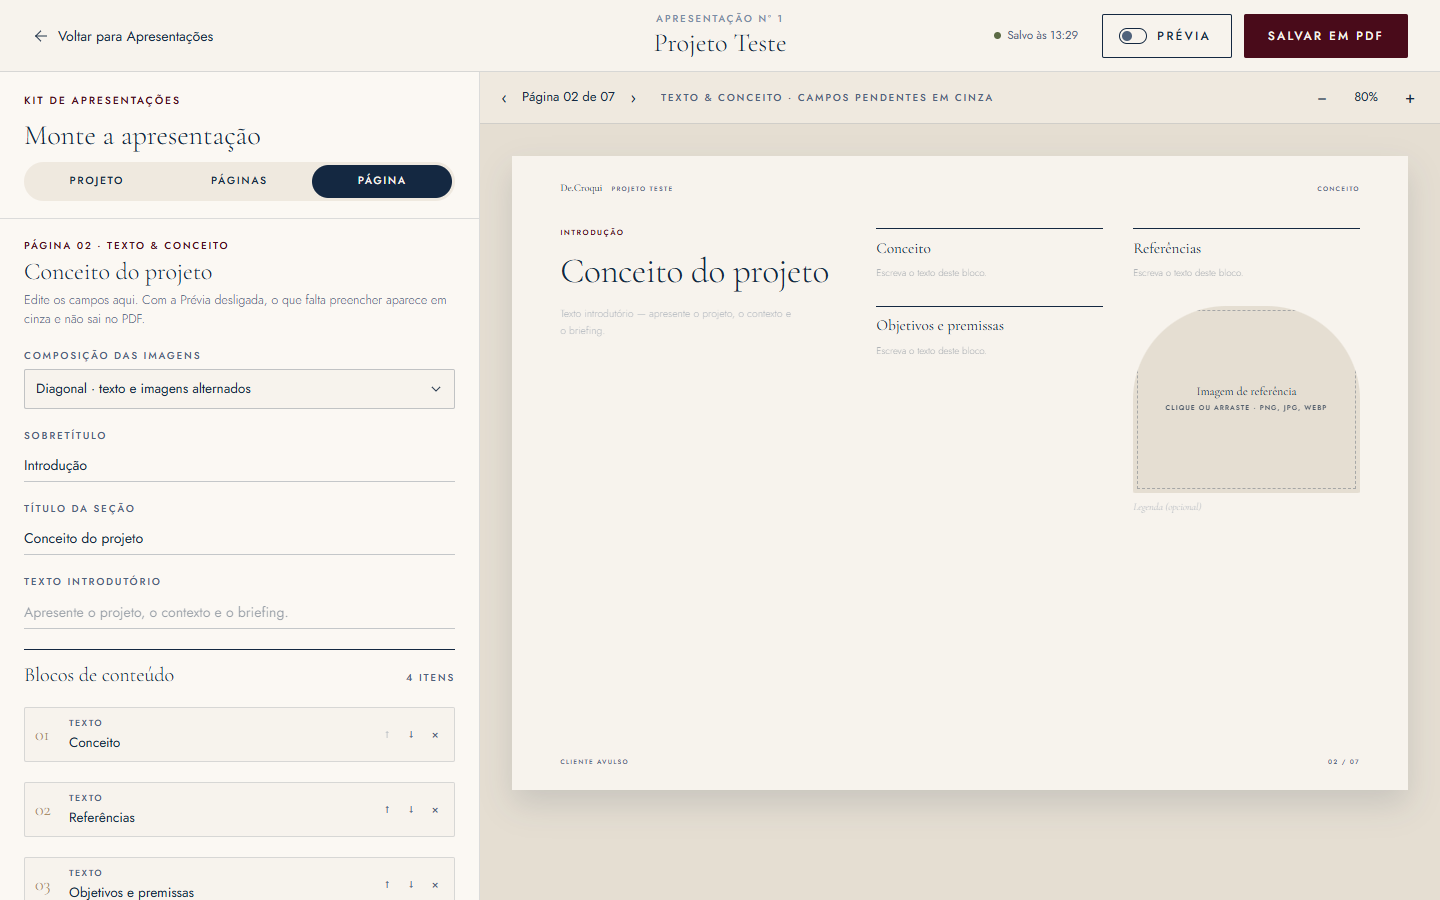 Voltar para Apresentações
APRESENTAÇÃO Nº 1
Projeto Teste
Salvo às 13:29
PRÉVIA
SALVAR EM PDF
KIT DE APRESENTAÇÕES
Monte a apresentação
PROJETO
PÁGINAS
PÁGINA
PÁGINA 02 · TEXTO & CONCEITO
Conceito do projeto
Edite os campos aqui. Com a Prévia desligada, o que falta preencher aparece em
cinza e não sai no PDF.
COMPOSIÇÃO DAS IMAGENS
Diagonal · texto e imagens alternados
SOBRETÍTULO
Introdução
TÍTULO DA SEÇÃO
Conceito do projeto
TEXTO INTRODUTÓRIO
Apresente o projeto, o contexto e o briefing.
Blocos de conteúdo
4 ITENS
01
TEXTO
Conceito
↑ ↓ ×
02
TEXTO
Referências
↑ ↓ ×
03
TEXTO
Objetivos e premissas
↑ ↓ ×
‹ Página 02 de 07 ›
TEXTO & CONCEITO · CAMPOS PENDENTES EM CINZA
− 80% +
De.Croqui PROJETO TESTE
CONCEITO
INTRODUÇÃO
Conceito do projeto
Texto introdutório — apresente o projeto, o contexto e
o briefing.
Conceito
Escreva o texto deste bloco.
Objetivos e premissas
Escreva o texto deste bloco.
Referências
Escreva o texto deste bloco.
Imagem de referência
CLIQUE OU ARRASTE · PNG, JPG, WEBP
Legenda (opcional)
CLIENTE AVULSO
02 / 07